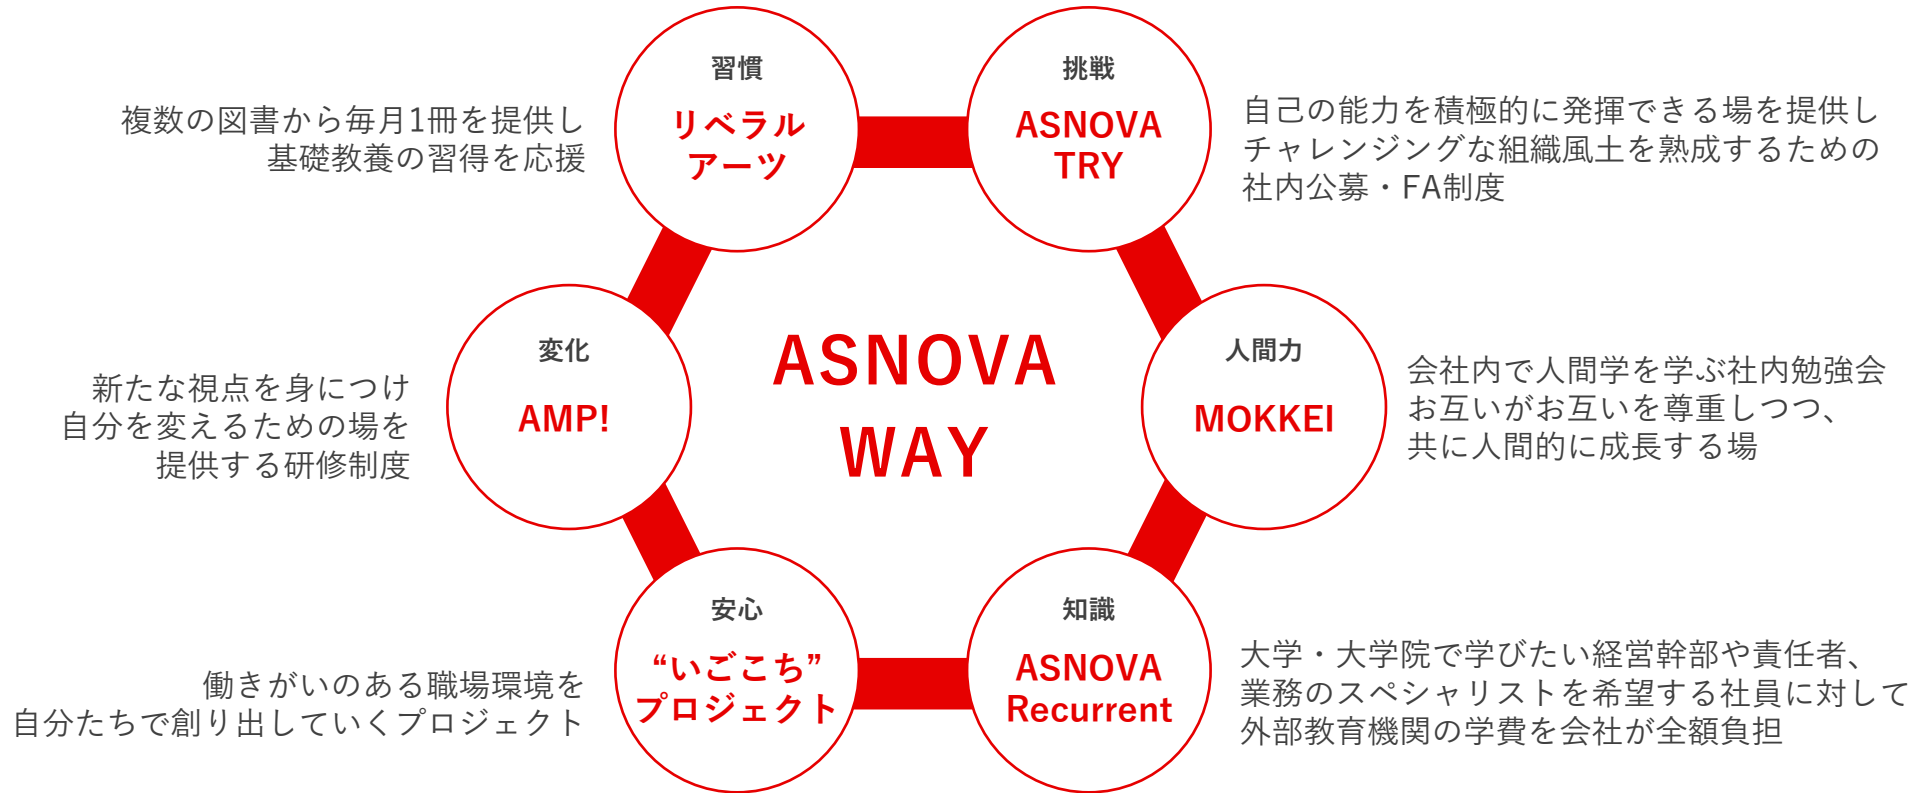 習慣
リベラル
アーツ
複数の図書から毎月1冊を提供し
基礎教養の習得を応援
挑戦
ASNOVA
TRY
自己の能力を積極的に発揮できる場を提供し
チャレンジングな組織風土を熟成するための
社内公募・FA制度
変化
AMP!
新たな視点を身につけ
自分を変えるための場を
提供する研修制度
ASNOVA
WAY
人間力
MOKKEI
会社内で人間学を学ぶ社内勉強会
お互いがお互いを尊重しつつ、
共に人間的に成長する場
安心
“いごこち”
プロジェクト
働きがいのある職場環境を
自分たちで創り出していくプロジェクト
知識
ASNOVA
Recurrent
大学・大学院で学びたい経営幹部や責任者、
業務のスペシャリストを希望する社員に対して
外部教育機関の学費を会社が全額負担